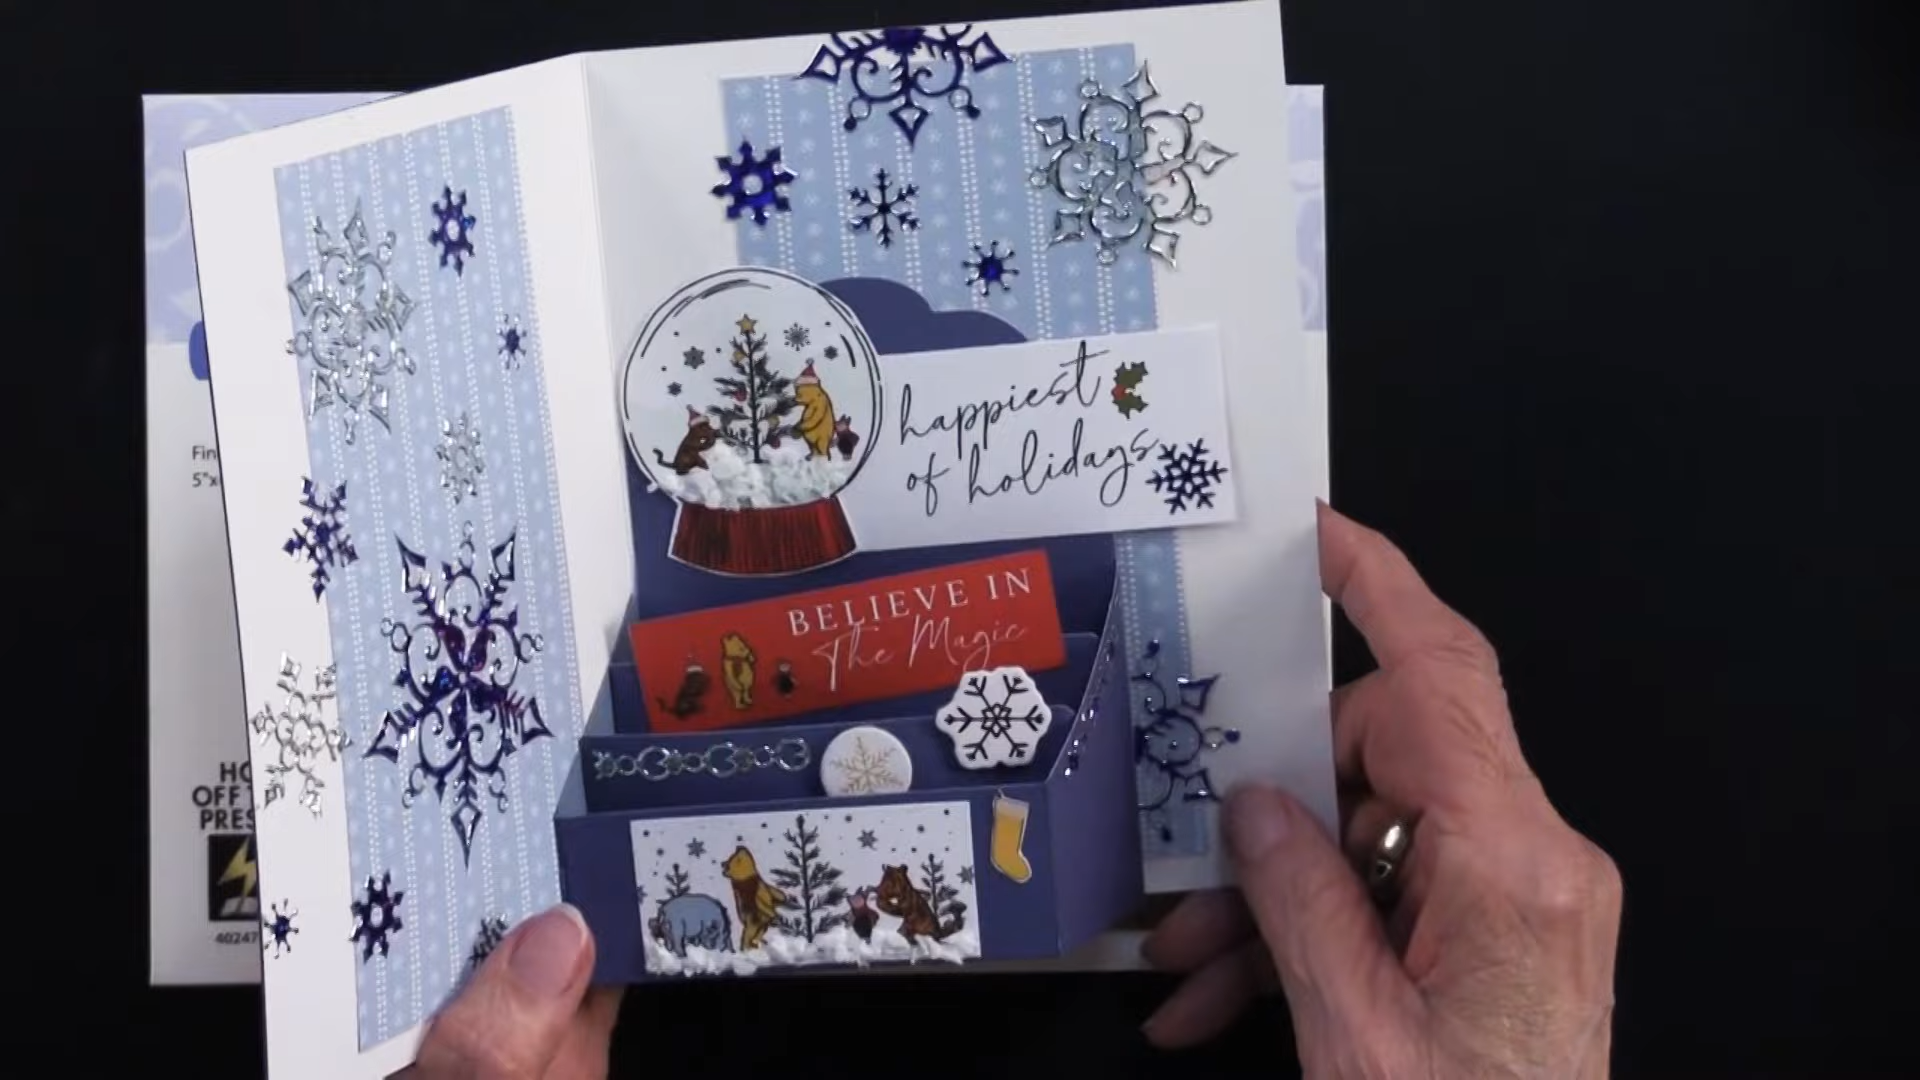 happiest
of holidays
BELIEVE IN
The Magic
Fin
5"x
HO
OFF
PRES
40247